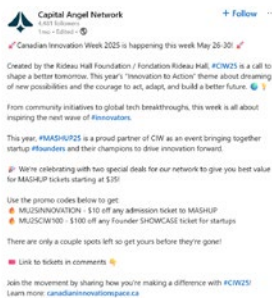 Capital Angel Network
+ Follow
4,469 followers
1mo • Edited •
🚀Canadian Innovation Week 2025 is happening this week May 26-30! 🚀
Created by the Rideau Hall Foundation / Fondation Rideau Hall, #CIW25 is a call to
shape a better tomorrow. This year's "Innovation to Action" theme about dreaming
of new possibilities and the courage to act, adapt, and build a better future. 🌎💡
From community initiatives to global tech breakthroughs, this week is all about
inspiring the next wave of #innovators.
This year, #MASHUP25 is a proud partner of CIW as an event bringing together
startup #founders and their champions to drive innovation forward.
🎉 We're celebrating with two special deals for our network to give you best value
for MASHUP tickets starting at $35!
Use the promo codes below to get:
🔥 MU25INNOVATION - $10 off any admission ticket to MASHUP
🔥 MU25CIW100 - $100 off any Founder SHOWCASE ticket for startups
There are only a couple spots left so get yours before they're gone!
🎟️ Link to tickets in comments 👇
Join the movement by sharing how you're making a difference with #CIW25!
Learn more: canadianinnovationspace.ca